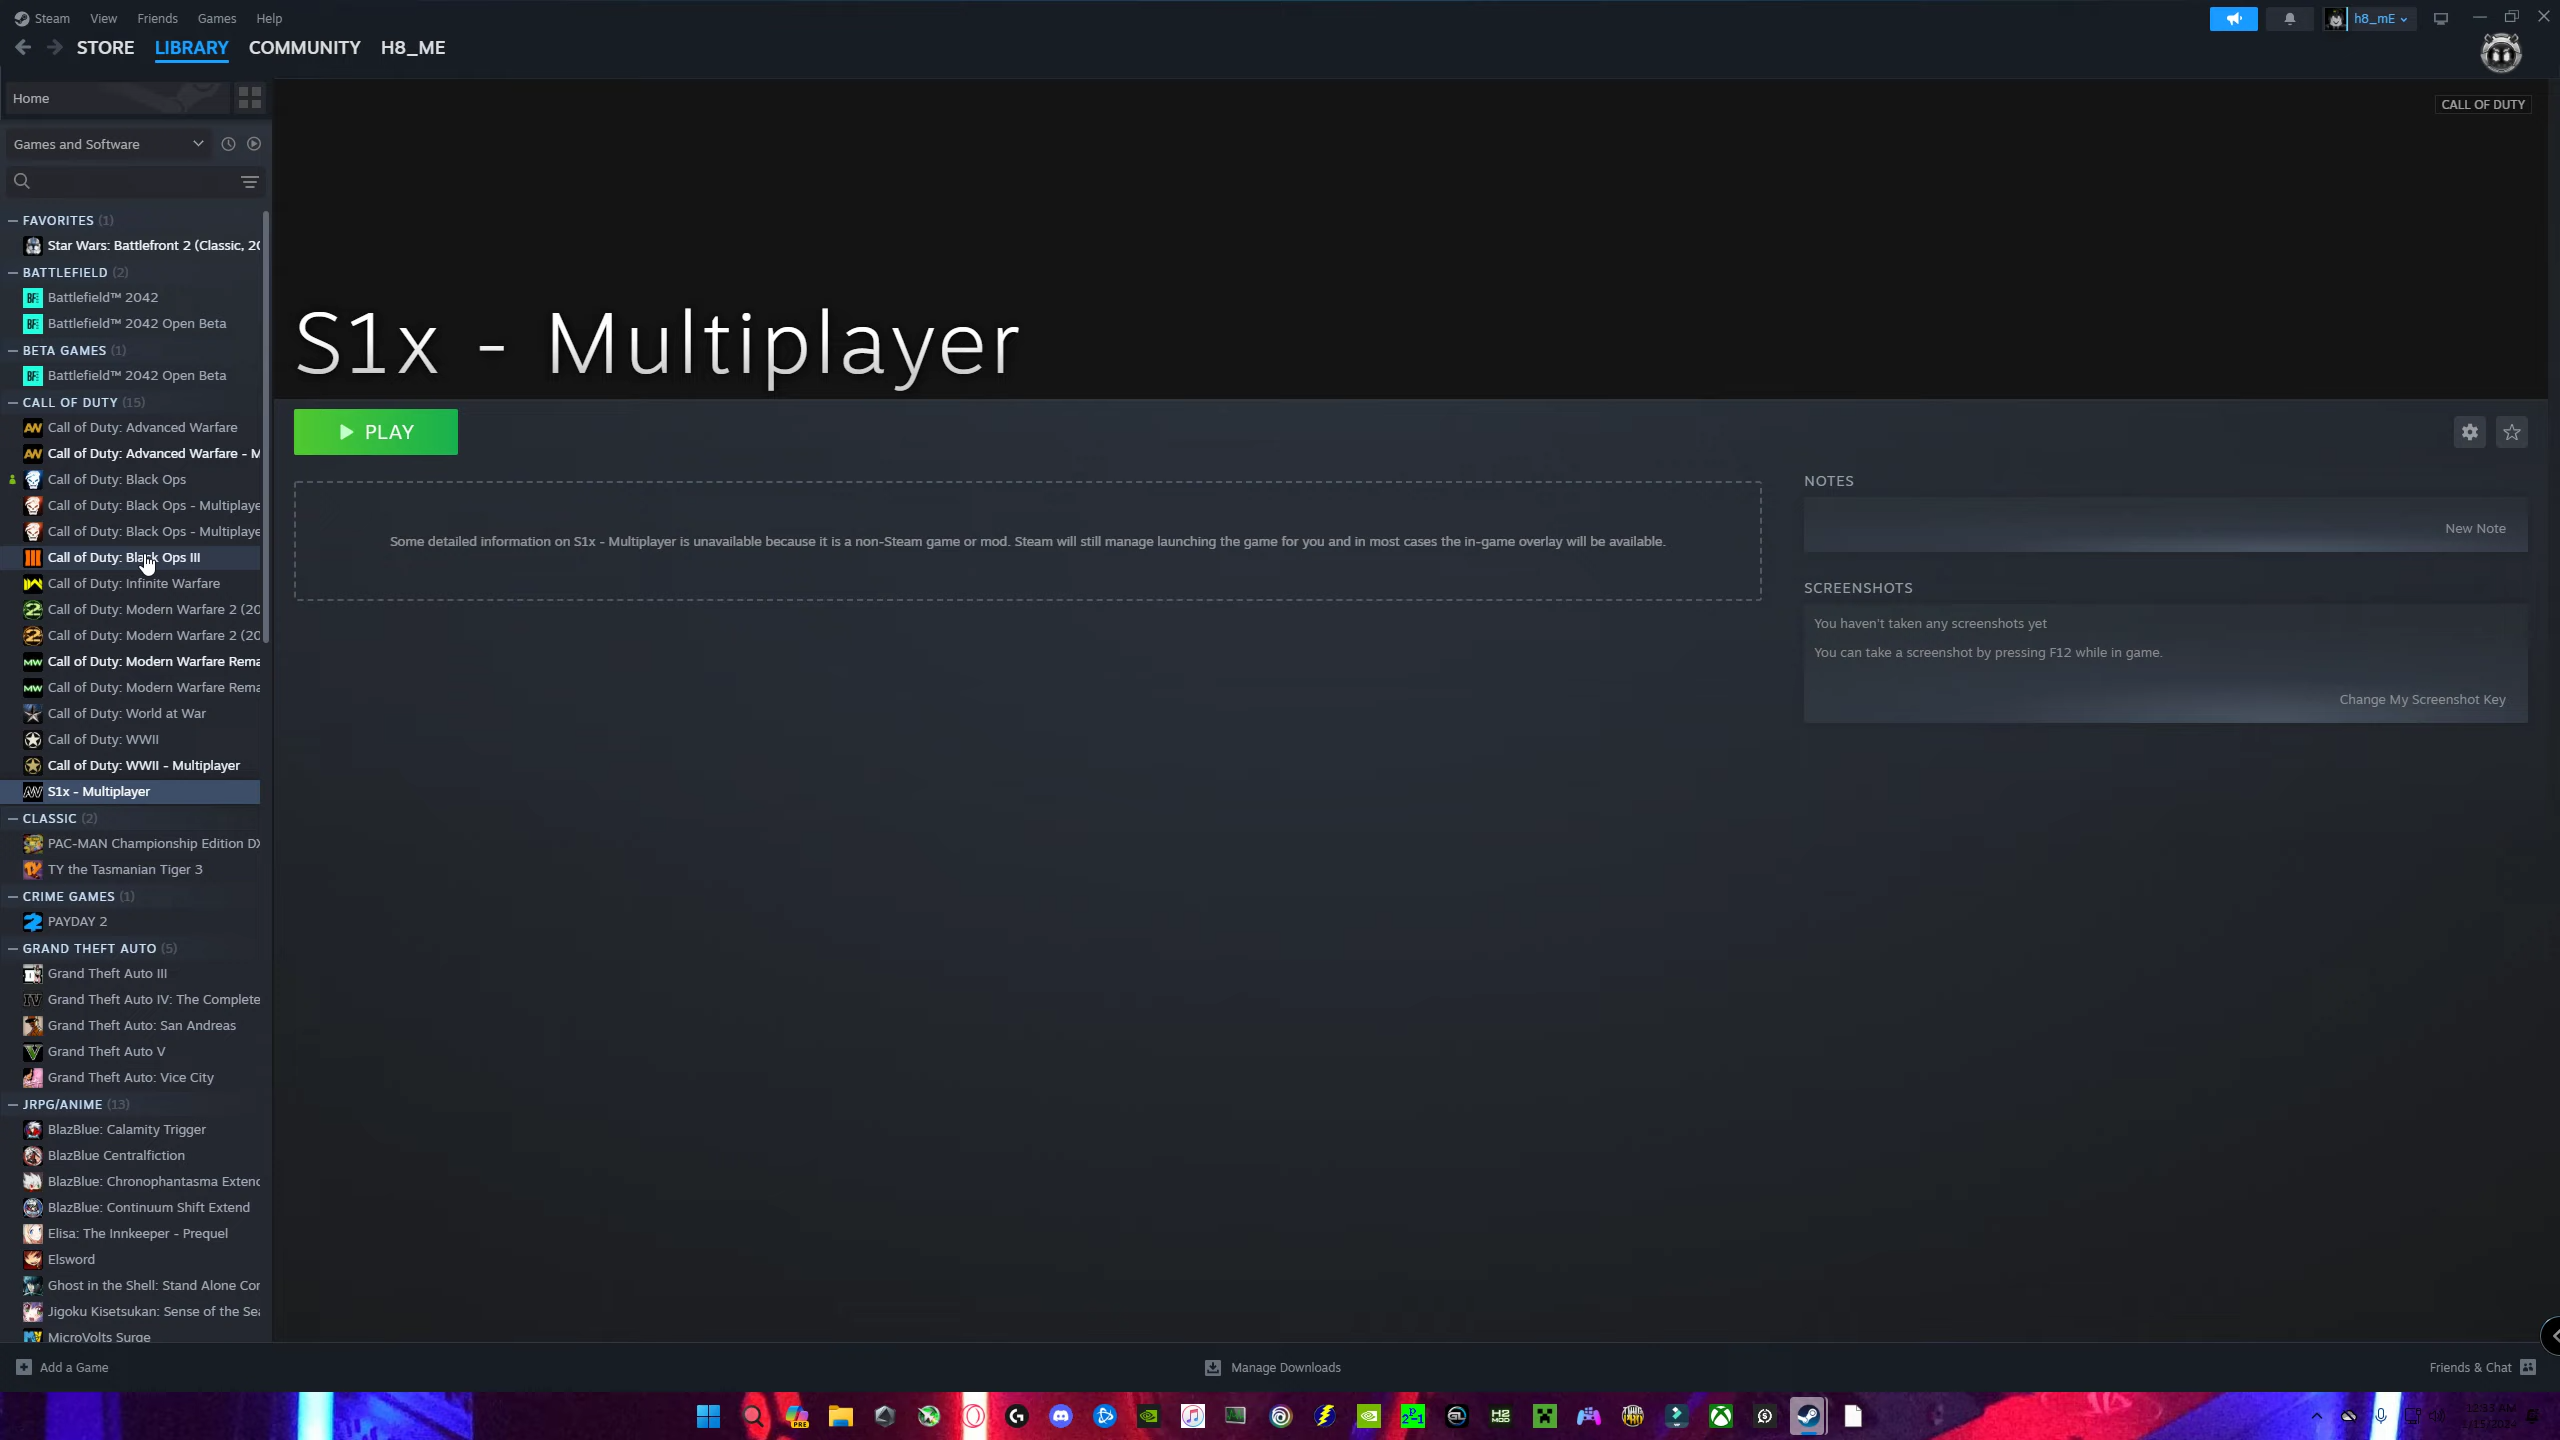 Steam View Friends Games Help
h8_mE
STORE LIBRARY COMMUNITY H8_ME
Home
CALL OF DUTY
Games and Software
FAVORITES (1)
Star Wars: Battlefront 2 (Classic, 20
BATTLEFIELD (2)
Battlefield™ 2042
Battlefield™ 2042 Open Beta
BETA GAMES (1)
Battlefield™ 2042 Open Beta
CALL OF DUTY (15)
Call of Duty: Advanced Warfare
Call of Duty: Advanced Warfare - M
Call of Duty: Black Ops
Call of Duty: Black Ops - Multiplaye
Call of Duty: Black Ops - Multiplaye
Call of Duty: Black Ops III
Call of Duty: Infinite Warfare
Call of Duty: Modern Warfare 2 (20
Call of Duty: Modern Warfare 2 (20
Call of Duty: Modern Warfare Rema
Call of Duty: Modern Warfare Rema
Call of Duty: World at War
Call of Duty: WWII
Call of Duty: WWII - Multiplayer
S1x - Multiplayer
CLASSIC (2)
PAC-MAN Championship Edition DX
TY the Tasmanian Tiger 3
CRIME GAMES (1)
PAYDAY 2
GRAND THEFT AUTO (5)
Grand Theft Auto III
Grand Theft Auto IV: The Complete
Grand Theft Auto: San Andreas
Grand Theft Auto V
Grand Theft Auto: Vice City
JRPG/ANIME (13)
BlazBlue: Calamity Trigger
BlazBlue Centralfiction
BlazBlue: Chronophantasma Extend
BlazBlue: Continuum Shift Extend
Elisa: The Innkeeper - Prequel
Elsword
Ghost in the Shell: Stand Alone Cor
Jigoku Kisetsukan: Sense of the Sea
MicroVolts Surge
S1x - Multiplayer
PLAY
Some detailed information on S1x - Multiplayer is unavailable because it is a non-Steam game or mod. Steam will still manage launching the game for you and in most cases the in-game overlay will be available.
NOTES
New Note
SCREENSHOTS
You haven't taken any screenshots yet
You can take a screenshot by pressing F12 while in game.
Change My Screenshot Key
Add a Game
Manage Downloads
Friends & Chat